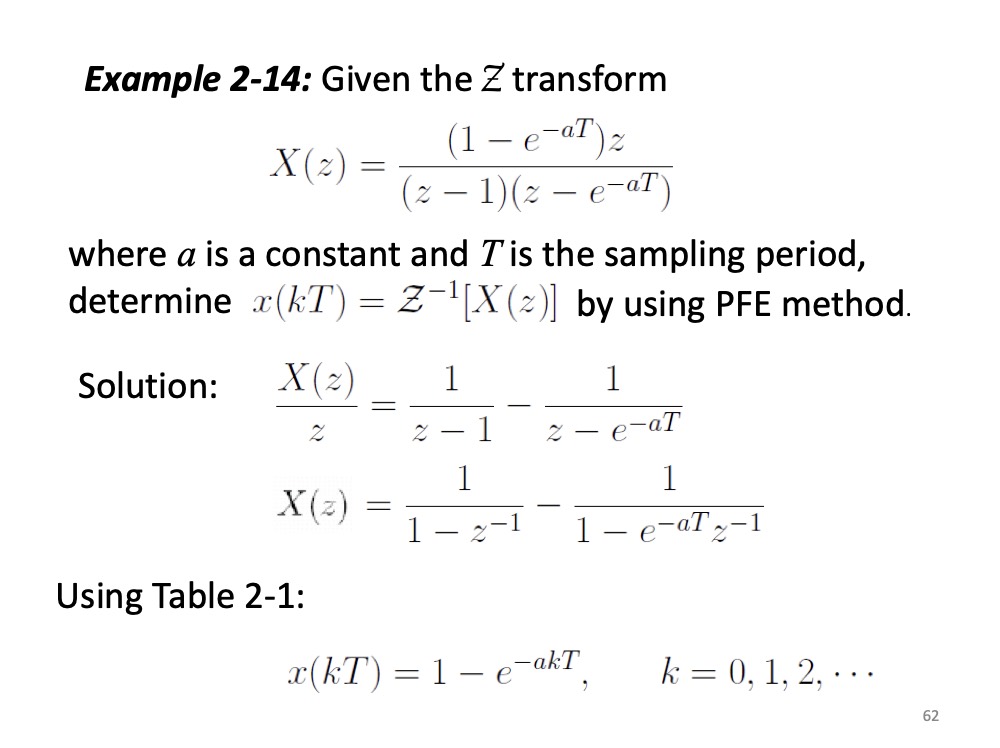 Example 2-14: Given the Ƶ transform
X(z) = (1 − e^{−aT})z / ((z − 1)(z − e^{−aT}))
where a is a constant and T is the sampling period,
determine x(kT) = 𝒵^{−1}[X(z)] by using PFE method.
Solution: X(z)/z = 1/(z − 1) − 1/(z − e^{−aT})
X(z) = 1/(1 − z^{−1}) − 1/(1 − e^{−aT}z^{−1})
Using Table 2-1:
x(kT) = 1 − e^{−akT}, k = 0, 1, 2, ⋯
62